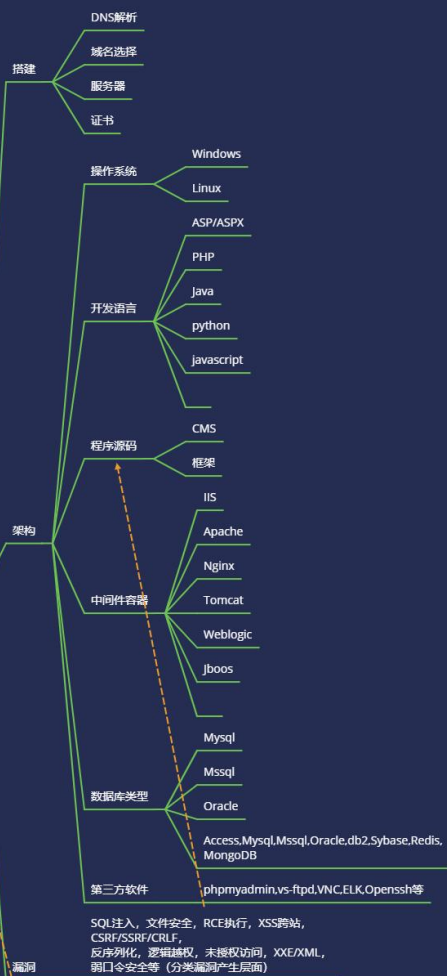 搭建
DNS解析
域名选择
服务器
证书
架构
操作系统
Windows
Linux
开发语言
ASP/ASPX
PHP
Java
python
javascript
程序源码
CMS
框架
中间件容器
IIS
Apache
Nginx
Tomcat
Weblogic
Jboos
数据库类型
Mysql
Mssql
Oracle
Access,Mysql,Mssql,Oracle,db2,Sybase,Redis,
MongoDB
第三方软件
phpmyadmin,vs-ftpd,VNC,ELK,Openssh等
漏洞
SQL注入，文件安全，RCE执行，XSS跨站，
CSRF/SSRF/CRLF，
反序列化，逻辑越权，未授权访问，XXE/XML，
弱口令安全等（分类漏洞产生层面）